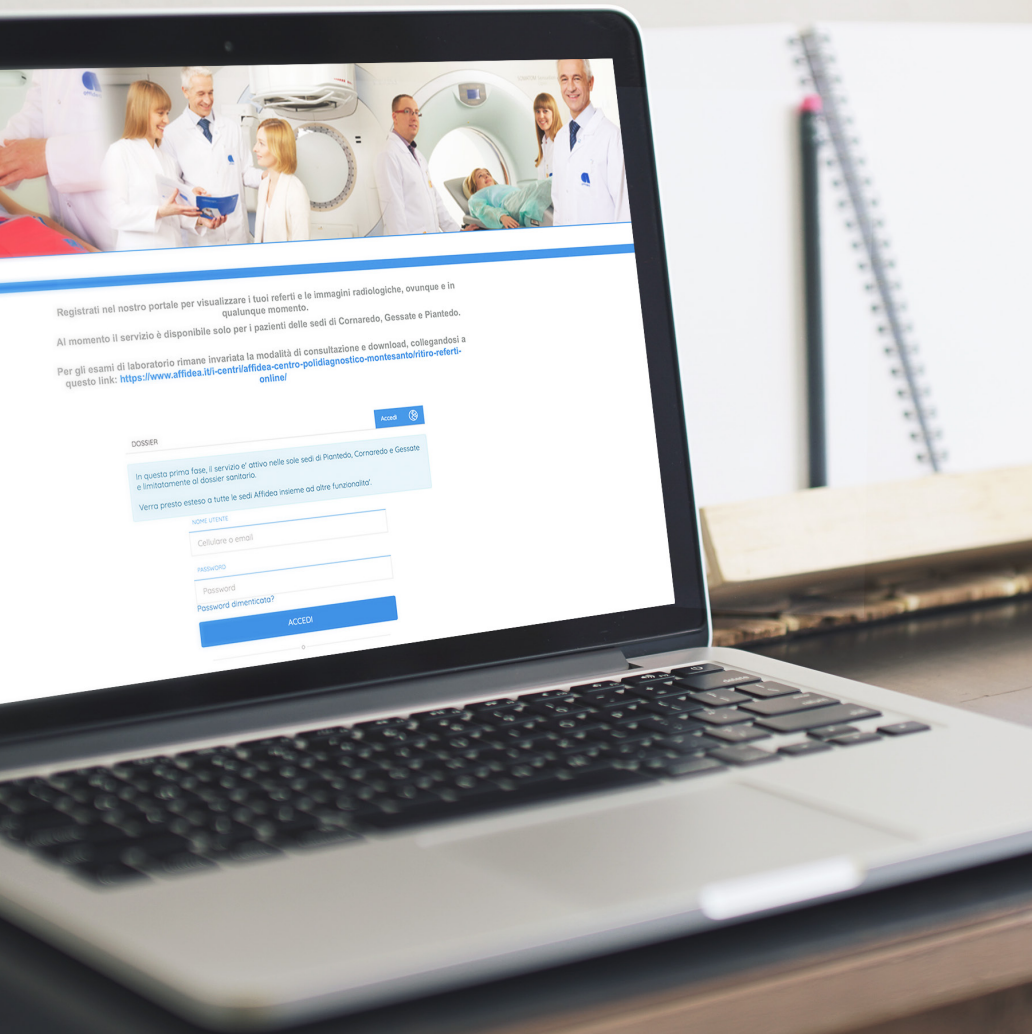 Registrati nel nostro portale per visualizzare i tuoi referti e le immagini radiologiche, ovunque e in
qualunque momento.
Al momento il servizio è disponibile solo per i pazienti delle sedi di Cornaredo, Gessate e Piantedo.
Per gli esami di laboratorio rimane invariata la modalità di consultazione e download, collegandosi a
questo link: https://www.affidea.it/i-centri/affidea-centro-polidiagnostico-montesanto/ritiro-referti-
online/
Accedi
DOSSIER
In questa prima fase, il servizio e' attivo nelle sole sedi di Piantedo, Cornaredo e Gessate
e limitatamente al dossier sanitario.
Verra presto esteso a tutte le sedi Affidea insieme ad altre funzionalita'.
NOME UTENTE
Cellulare o email
PASSWORD
Password
Password dimenticata?
ACCEDI
o